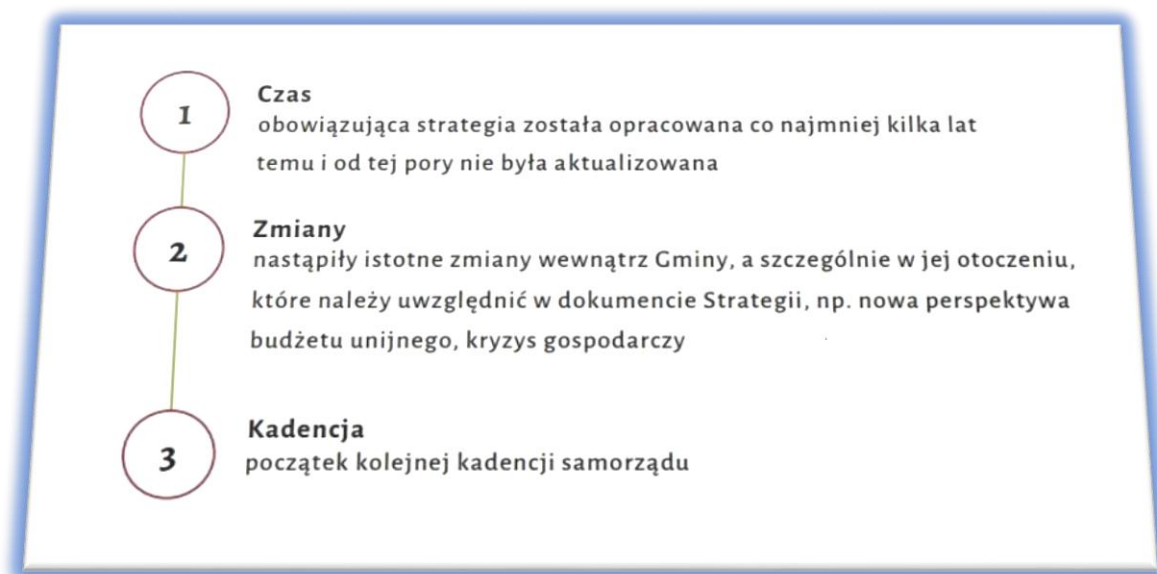 1
Czas
obowiązująca strategia została opracowana co najmniej kilka lat
temu i od tej pory nie była aktualizowana
2
Zmiany
nastąpiły istotne zmiany wewnątrz Gminy, a szczególnie w jej otoczeniu,
które należy uwzględnić w dokumencie Strategii, np. nowa perspektywa
budżetu unijnego, kryzys gospodarczy
3
Kadencja
początek kolejnej kadencji samorządu